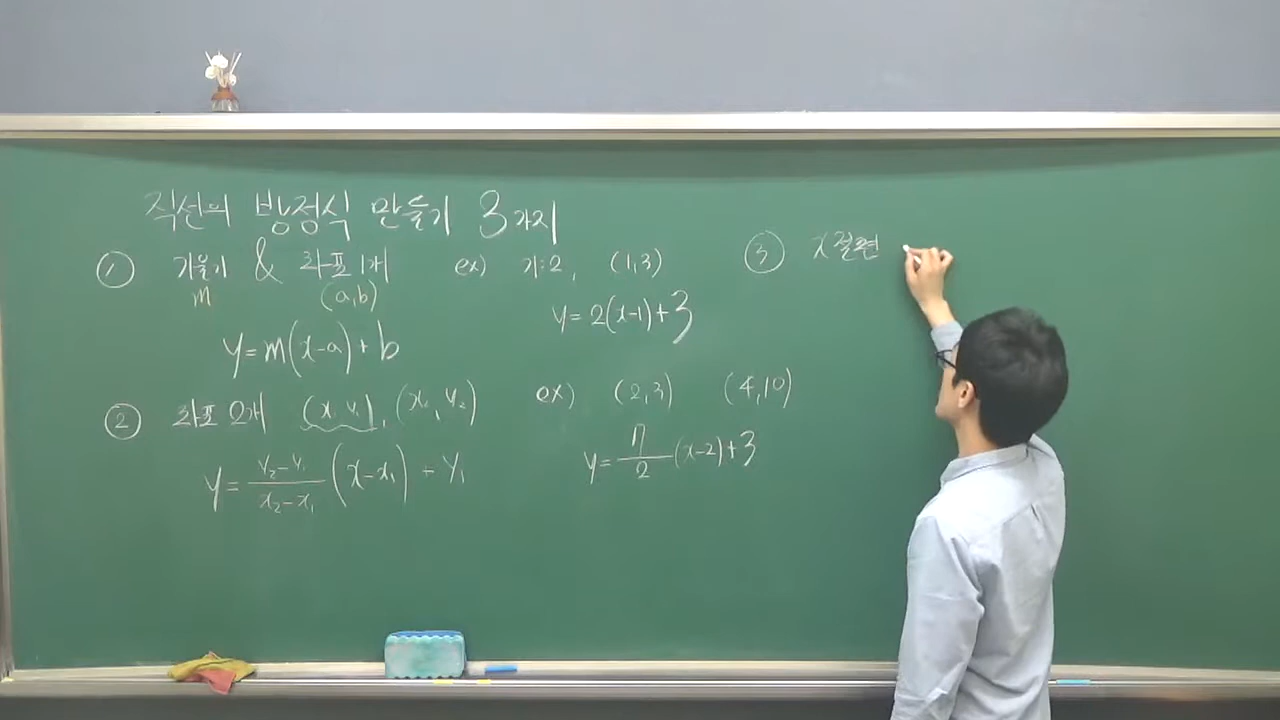 직선의 방정식 만들기 3가지
① 기울기 & 좌표 1개
m (a,b)
y=m(x-a)+b
ex) 기:2, (1,3)
y=2(x-1)+3
② 좌표 2개 (x₁ y₁), (x₂, y₂)
y=\frac{y₂-y₁}{x₂-x₁}(x-x₁)+y₁
ex) (2,3) (4,10)
y=\frac{7}{2}(x-2)+3
③ x절편